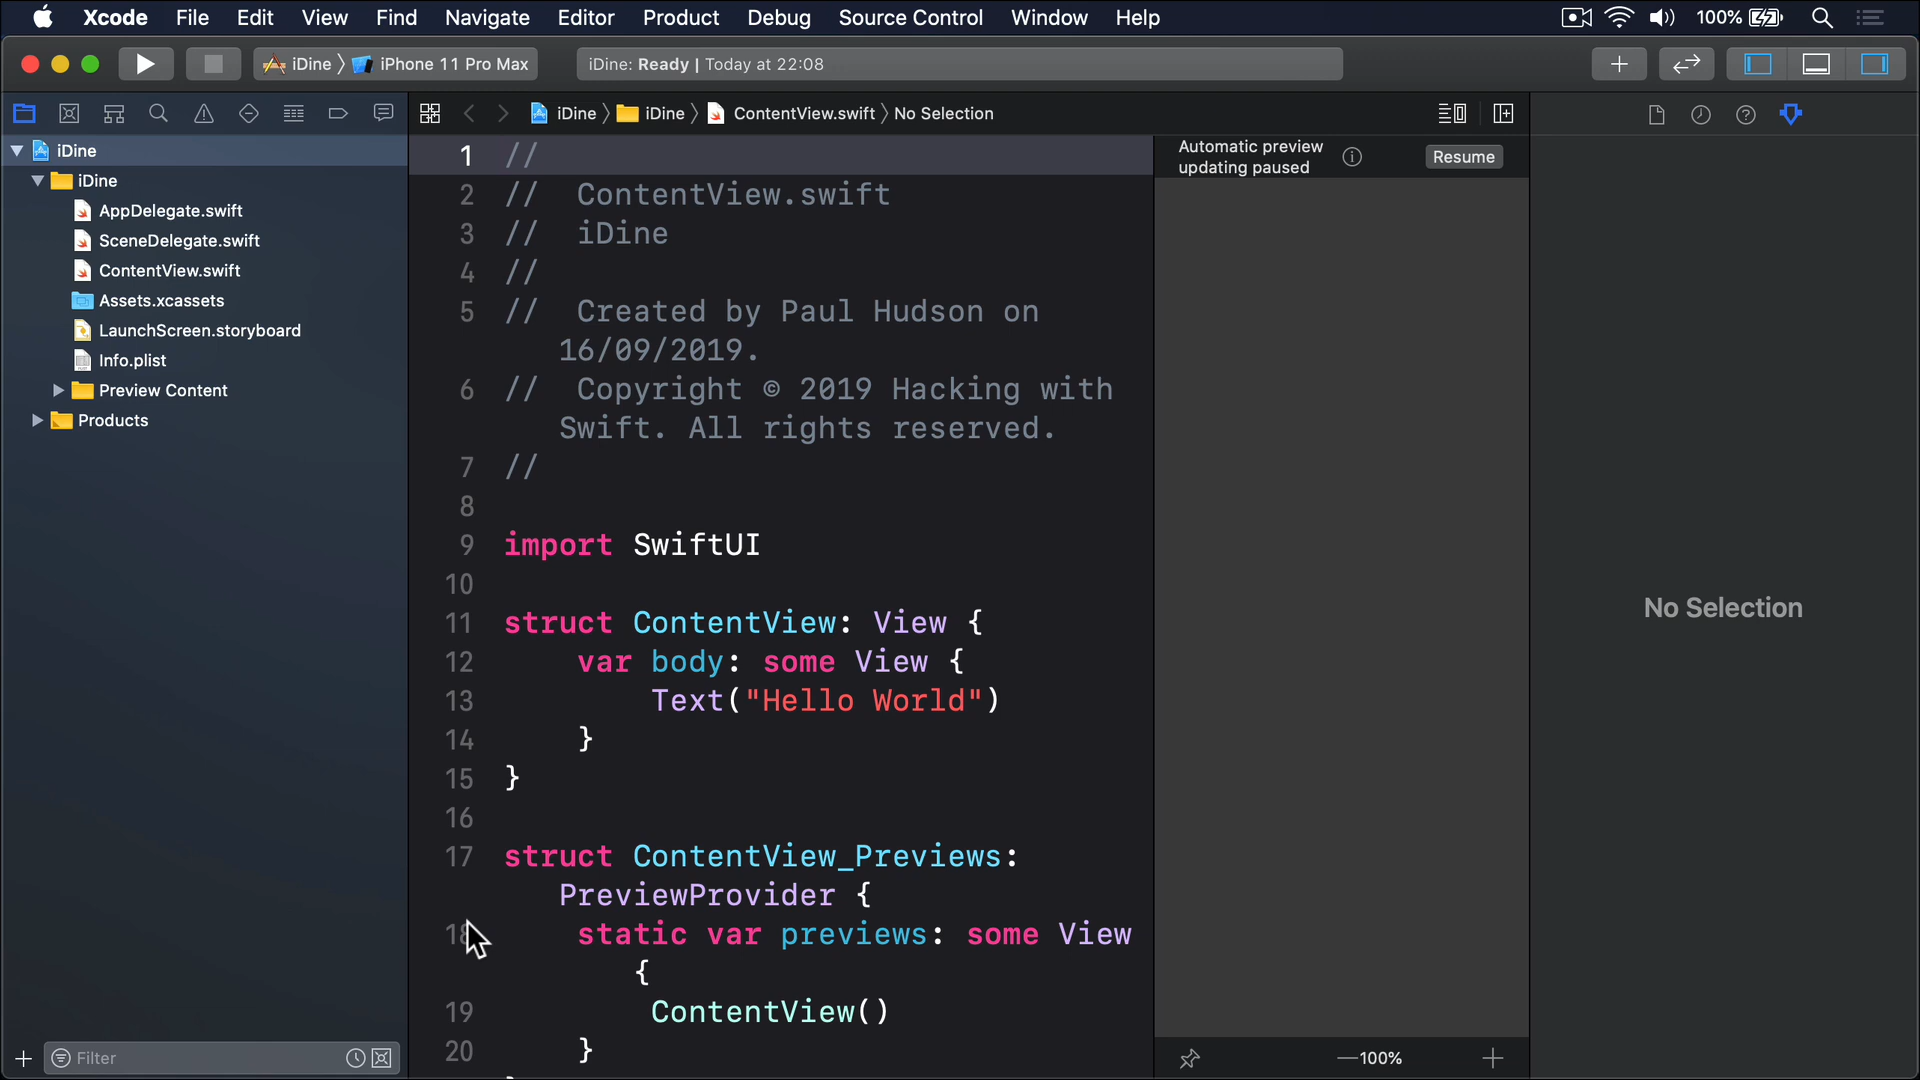 Xcode File Edit View Find Navigate Editor Product Debug Source Control Window Help 100%
iDine iPhone 11 Pro Max iDine: Ready | Today at 22:08
iDine iDine ContentView.swift No Selection
iDine
iDine
AppDelegate.swift
SceneDelegate.swift
ContentView.swift
Assets.xcassets
LaunchScreen.storyboard
Info.plist
Preview Content
Products
Filter
1 //
2 //  ContentView.swift
3 //  iDine
4 //
5 //  Created by Paul Hudson on
16/09/2019.
6 //  Copyright © 2019 Hacking with
Swift. All rights reserved.
7 //
8
9 import SwiftUI
10
11 struct ContentView: View {
12     var body: some View {
13         Text("Hello World")
14     }
15 }
16
17 struct ContentView_Previews:
PreviewProvider {
18     static var previews: some View
{
19         ContentView()
20     }
Automatic preview
updating paused
Resume
100%
No Selection